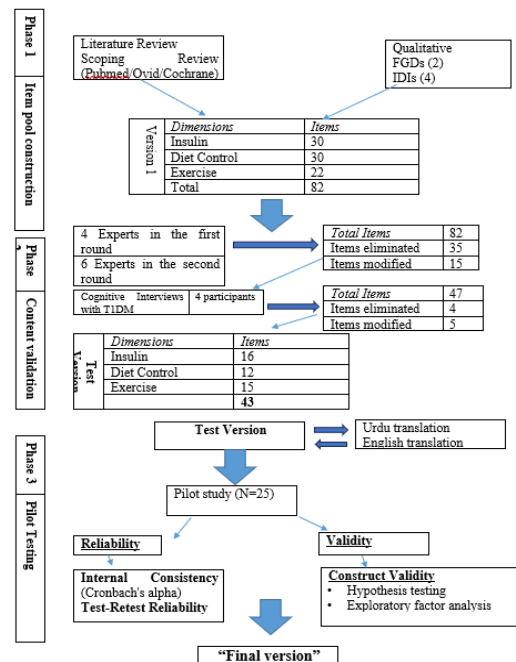 Phase 1
Item pool construction
Literature Review
Scoping Review
(Pubmed/Ovid/Cochrane)
Qualitative
FGDs (2)
IDIs (4)
Version 1
Dimensions Items
Insulin 30
Diet Control 30
Exercise 22
Total 82
Phase
Content validation
4 Experts in the first
round
6 Experts in the second
round
Total Items 82
Items eliminated 35
Items modified 15
Cognitive Interviews
with T1DM
4 participants
Total Items 47
Items eliminated 4
Items modified 5
Test
Version
Dimensions Items
Insulin 16
Diet Control 12
Exercise 15
43
Phase 3
Pilot Testing
Test Version
Urdu translation
English translation
Pilot study (N=25)
Reliability
Validity
Internal Consistency
(Cronbach's alpha)
Test-Retest Reliability
Construct Validity
• Hypothesis testing
• Exploratory factor analysis
“Final version”